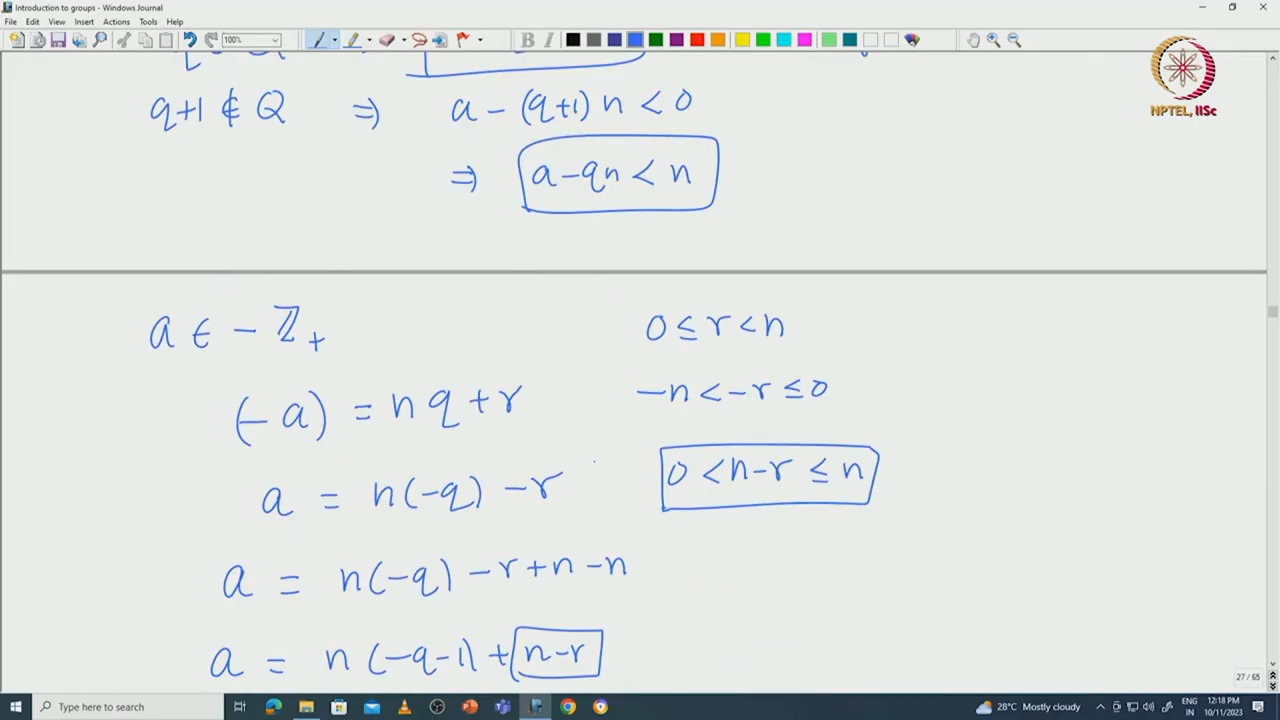 Introduction to groups - Windows Journal
File Edit View Insert Actions Tools Help
100%
B I
NPTEL, IISc
q+1 ∉ Q ⇒ a - (q+1) n < 0
⇒ a - qn < n
a ∈ - ℤ₊
0 ≤ r < n
(-a) = n q + r
-n < -r ≤ 0
a = n(-q) - r
0 < n-r ≤ n
a = n(-q) - r + n - n
a = n(-q-1) + n-r
27 / 65
Type here to search
28°C Mostly cloudy
ENG
IN
12:18 PM
10/11/2023